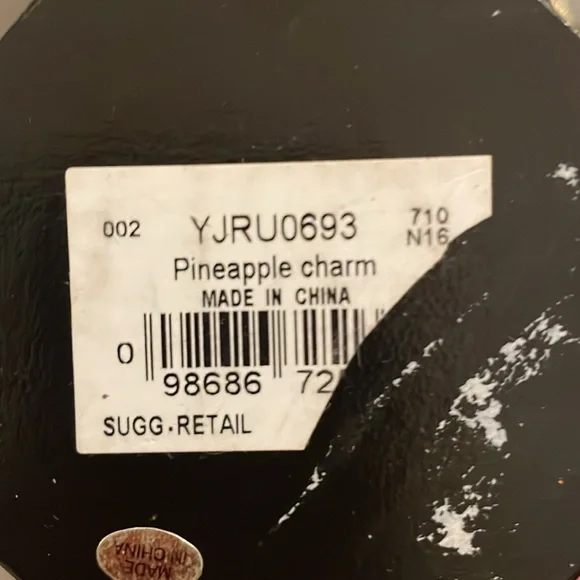 002 YJRU0693 710
N16
Pineapple charm
MADE IN CHINA
0 98686 72
SUGG.RETAIL
MADE
IN CHINA